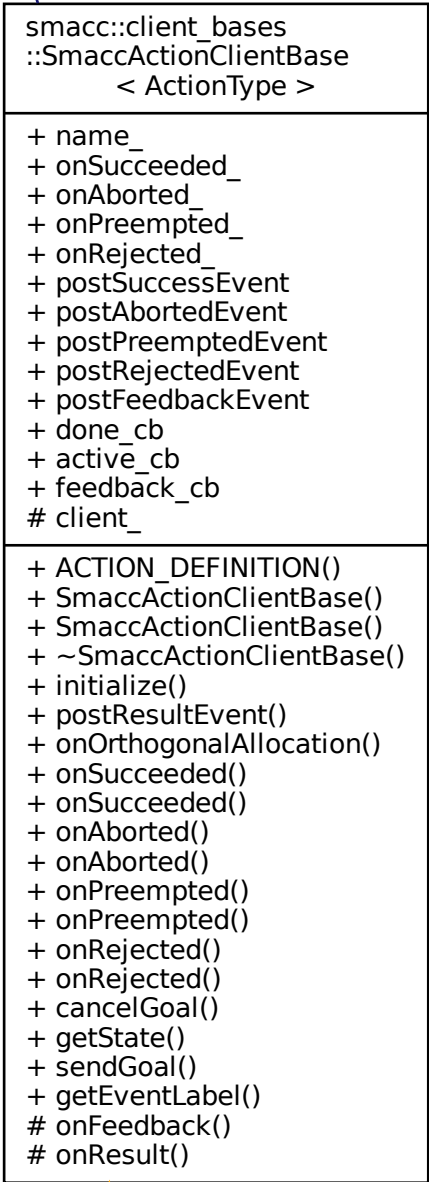 smacc::client_bases
::SmaccActionClientBase
< ActionType >
+ name_
+ onSucceeded_
+ onAborted_
+ onPreempted_
+ onRejected_
+ postSuccessEvent
+ postAbortedEvent
+ postPreemptedEvent
+ postRejectedEvent
+ postFeedbackEvent
+ done_cb
+ active_cb
+ feedback_cb
# client_
+ ACTION_DEFINITION()
+ SmaccActionClientBase()
+ SmaccActionClientBase()
+ ~SmaccActionClientBase()
+ initialize()
+ postResultEvent()
+ onOrthogonalAllocation()
+ onSucceeded()
+ onSucceeded()
+ onAborted()
+ onAborted()
+ onPreempted()
+ onPreempted()
+ onRejected()
+ onRejected()
+ cancelGoal()
+ getState()
+ sendGoal()
+ getEventLabel()
# onFeedback()
# onResult()